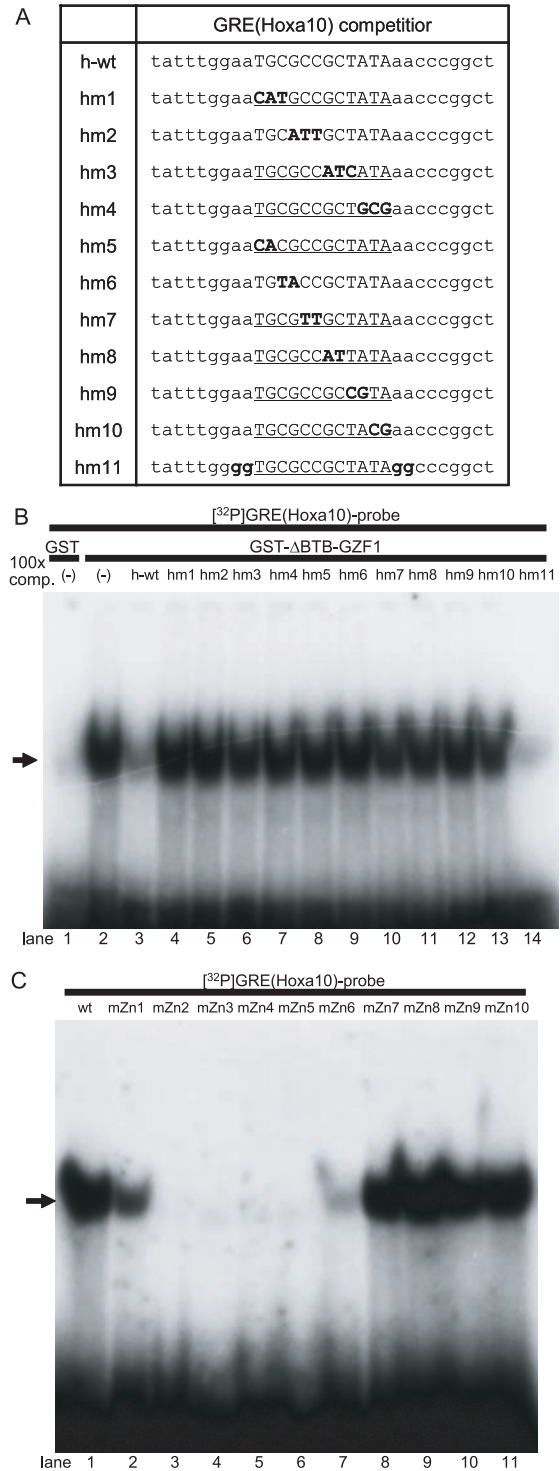 A
GRE(Hoxa10) competitior
h-wt tatttggaaTGCGCCGCTATAaacccggct
hm1 tatttggaaCATGCCGCTATAaacccggct
hm2 tatttggaaTGCATTGCTATAaacccggct
hm3 tatttggaaTGCGCCATCATAaacccggct
hm4 tatttggaaTGCGCCGCTGCGaacccggct
hm5 tatttggaaCACGCCGCTATAaacccggct
hm6 tatttggaaTGTACCGCTATAaacccggct
hm7 tatttggaaTGCGTTGCTATAaacccggct
hm8 tatttggaaTGCGCCATTATAaacccggct
hm9 tatttggaaTGCGCCGCCGTAaacccggct
hm10 tatttggaaTGCGCCGCTACGaacccggct
hm11 tatttggggTGCGCCGCTATAggcccggct
B
[32P]GRE(Hoxa10)-probe
GST GST-ΔBTB-GZF1
100x
comp. (-) (-) h-wt hm1 hm2 hm3 hm4 hm5 hm6 hm7 hm8 hm9 hm10 hm11
lane 1 2 3 4 5 6 7 8 9 10 11 12 13 14
C
[32P]GRE(Hoxa10)-probe
wt mZn1 mZn2 mZn3 mZn4 mZn5 mZn6 mZn7 mZn8 mZn9 mZn10
lane 1 2 3 4 5 6 7 8 9 10 11